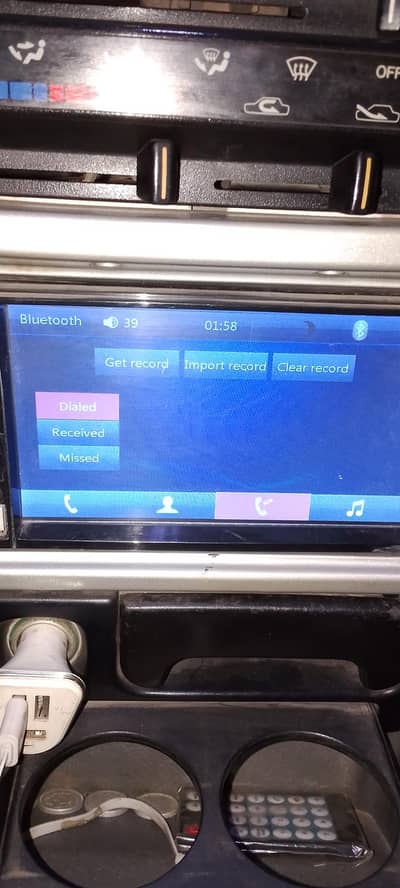 OFF
Bluetooth 39 01:58
Get record Import record Clear record
Dialed
Received
Missed